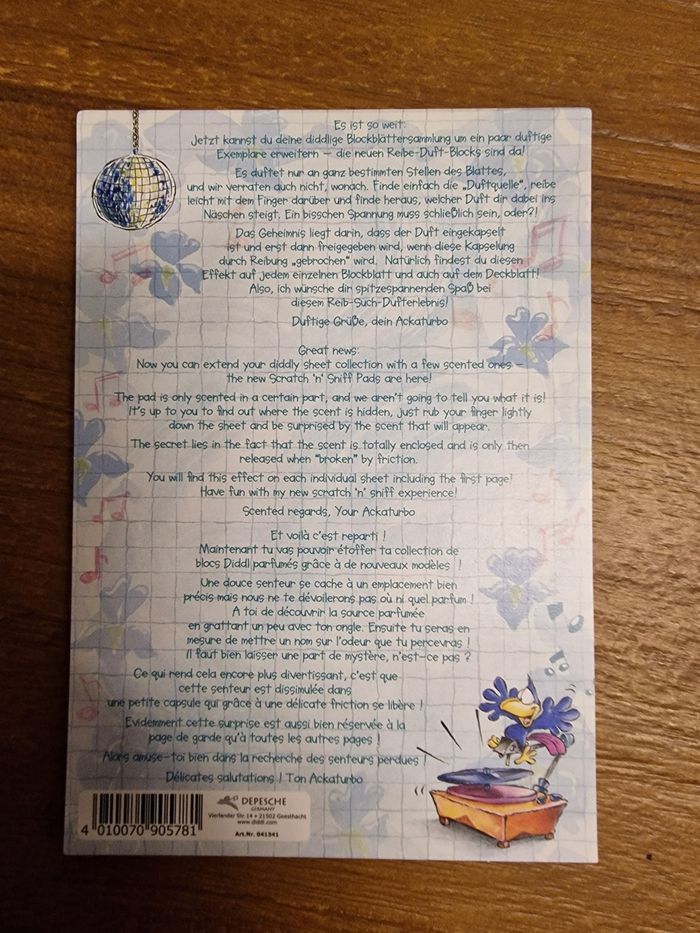 Es ist so weit:
Jetzt kannst du deine diddlige Blockblättersammlung um ein paar duftige
Exemplare erweitern – die neuen Reibe-Duft-Blocks sind da!
Es duftet nur an ganz bestimmten Stellen des Blattes,
und wir verraten auch nicht, wonach. Finde einfach die „Duftquelle", reibe
leicht mit dem Finger darüber und finde heraus, welcher Duft dir dabei ins
Näschen steigt. Ein bisschen Spannung muss schließlich sein, oder?!
Das Geheimnis liegt darin, dass der Duft eingekapselt
ist und erst dann freigegeben wird, wenn diese Kapselung
durch Reibung „gebrochen" wird. Natürlich findest du diesen
Effekt auf jedem einzelnen Blockblatt und auch auf dem Deckblatt!
Also, ich wünsche dir spitzespannenden Spaß bei
diesem Reib-Such-Dufterlebnis!
Duftige Grüße, dein Ackaturbo
Great news:
Now you can extend your diddly sheet collection with a few scented ones –
the new Scratch 'n' Sniff Pads are here!
The pad is only scented in a certain part, and we aren't going to tell you what it is!
It's up to you to find out where the scent is hidden, just rub your finger lightly
down the sheet and be surprised by the scent that will appear.
The secret lies in the fact that the scent is totally enclosed and is only then
released when "broken" by friction.
You will find this effect on each individual sheet including the first page!
Have fun with my new scratch 'n' sniff experience!
Scented regards, Your Ackaturbo
Et voilà c'est reparti !
Maintenant tu vas pouvoir étoffer ta collection de
blocs Diddl parfumés grâce à de nouveaux modèles !
Une douce senteur se cache à un emplacement bien
précis mais nous ne te dévoilerons pas où ni quel parfum !
A toi de découvrir la source parfumée
en grattant un peu avec ton ongle. Ensuite tu seras en
mesure de mettre un nom sur l'odeur que tu percevras !
Il faut bien laisser une part de mystère, n'est-ce pas ?
Ce qui rend cela encore plus divertissant, c'est que
cette senteur est dissimulée dans
une petite capsule qui grâce à une délicate friction se libère !
Evidemment cette surprise est aussi bien réservée à la
page de garde qu'à toutes les autres pages !
Alors amuse-toi bien dans la recherche des senteurs perdues !
Délicates salutations ! Ton Ackaturbo
DEPESCHE
GERMANY
Vierlander Str. 14 • 21502 Geesthacht
www.diddl.com
Art.Nr. 041341
4 010070 905781